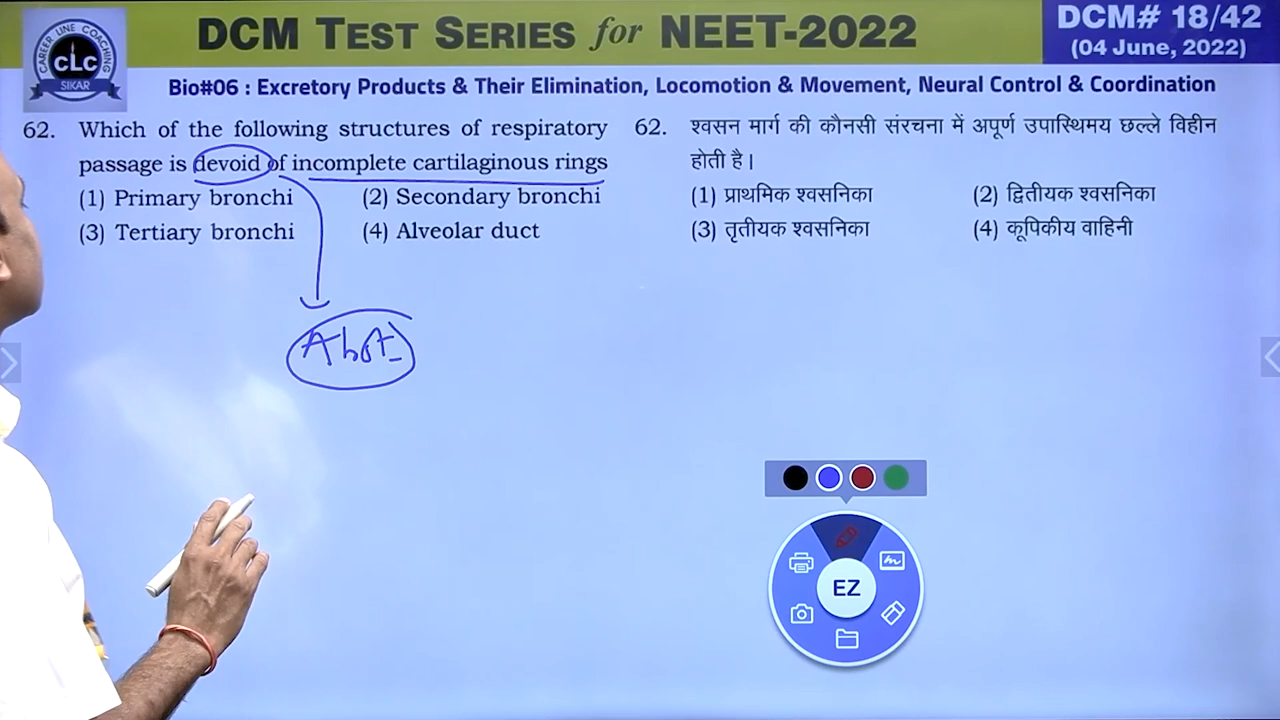 CAREER LINE COACHING
CLC
SIKAR
DCM TEST SERIES for NEET-2022
DCM# 18/42
(04 June, 2022)
Bio#06 : Excretory Products & Their Elimination, Locomotion & Movement, Neural Control & Coordination
62. Which of the following structures of respiratory
passage is devoid of incomplete cartilaginous rings
(1) Primary bronchi (2) Secondary bronchi
(3) Tertiary bronchi (4) Alveolar duct
62. श्वसन मार्ग की कौनसी संरचना में अपूर्ण उपास्थिमय छल्ले विहीन
होती है।
(1) प्राथमिक श्वसनिका (2) द्वितीयक श्वसनिका
(3) तृतीयक श्वसनिका (4) कूपिकीय वाहिनी
EZ